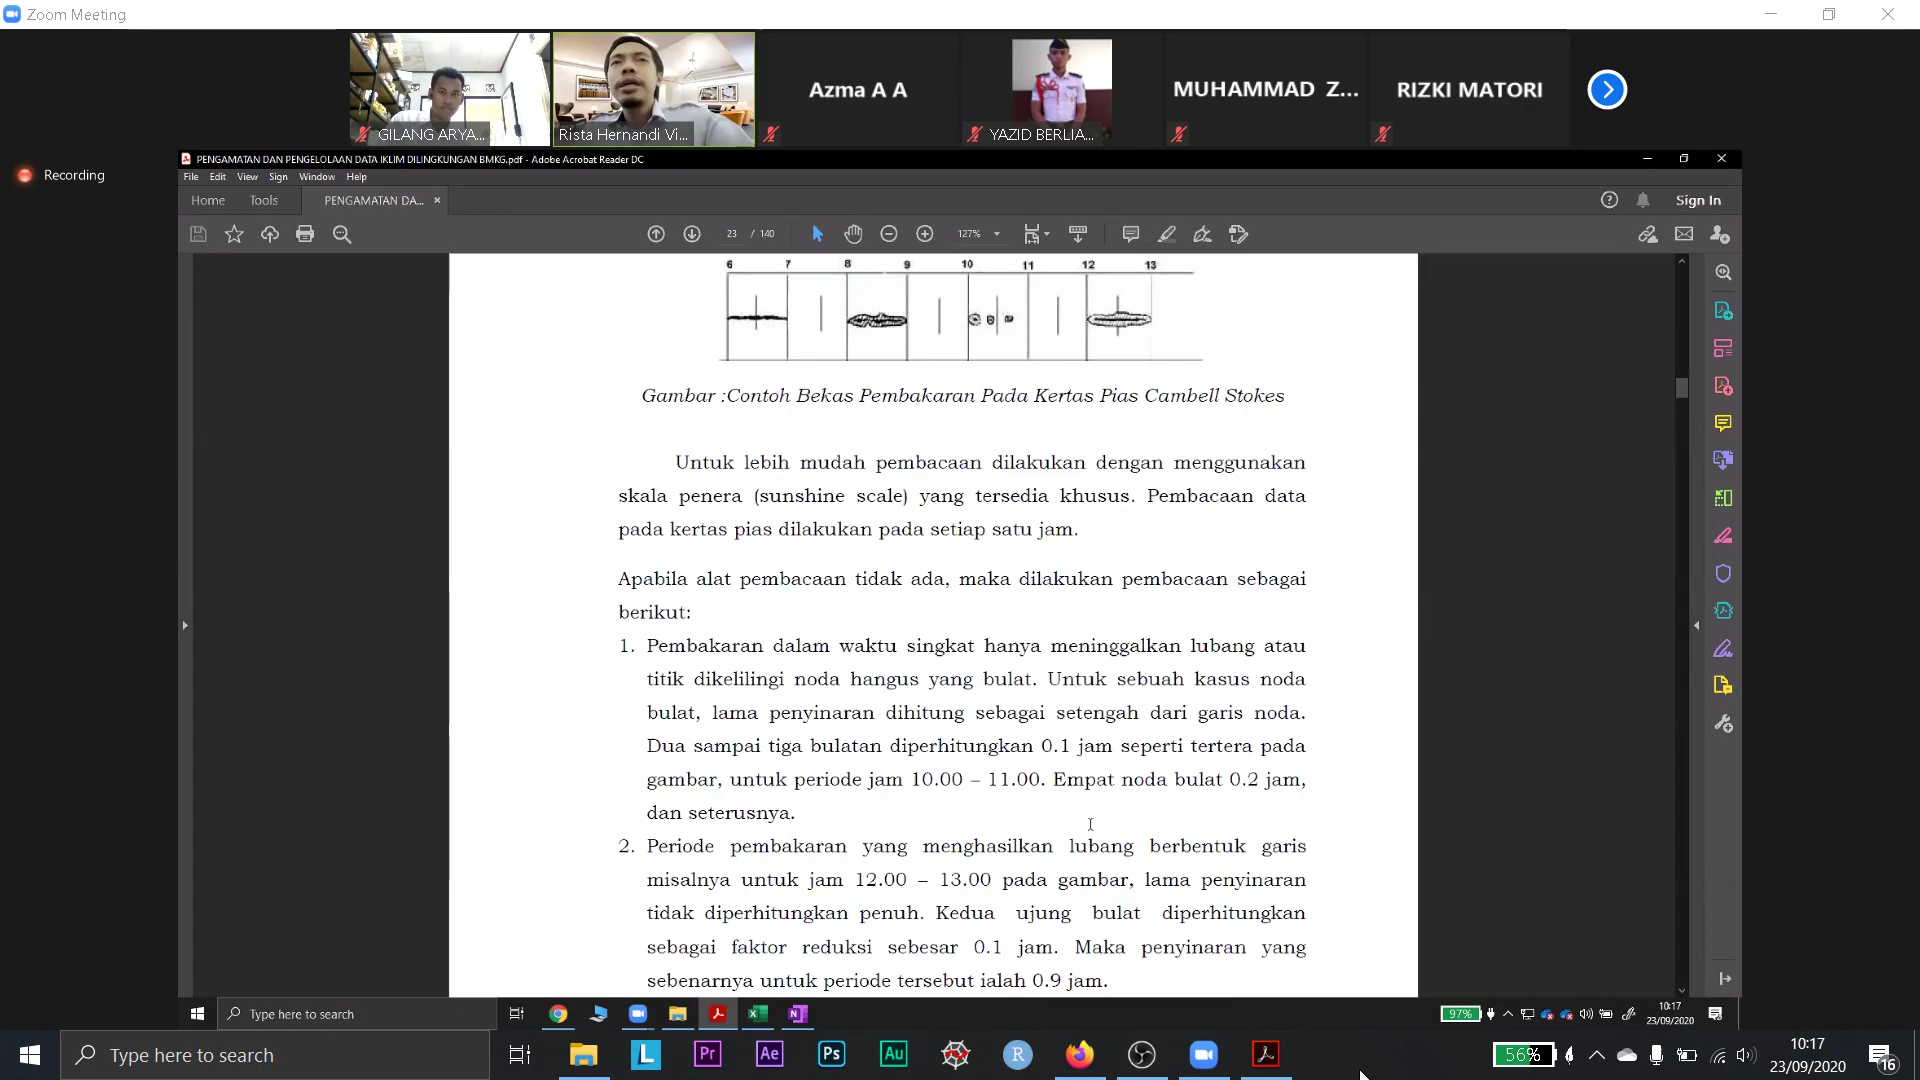 Zoom Meeting
GILANG ARYA...
Rista Hernandi Vi...
Azma A A
YAZID BERLIA...
MUHAMMAD Z...
RIZKI MATORI
Recording
PENGAMATAN DAN PENGELOLAAN DATA IKLIM DILINGKUNGAN BMKG.pdf - Adobe Acrobat Reader DC
File Edit View Sign Window Help
Home Tools PENGAMATAN DA... Sign In
23 / 140 127%
6 7 8 9 10 11 12 13
Gambar :Contoh Bekas Pembakaran Pada Kertas Pias Cambell Stokes
Untuk lebih mudah pembacaan dilakukan dengan menggunakan
skala penera (sunshine scale) yang tersedia khusus. Pembacaan data
pada kertas pias dilakukan pada setiap satu jam.
Apabila alat pembacaan tidak ada, maka dilakukan pembacaan sebagai
berikut:
1. Pembakaran dalam waktu singkat hanya meninggalkan lubang atau
titik dikelilingi noda hangus yang bulat. Untuk sebuah kasus noda
bulat, lama penyinaran dihitung sebagai setengah dari garis noda.
Dua sampai tiga bulatan diperhitungkan 0.1 jam seperti tertera pada
gambar, untuk periode jam 10.00 – 11.00. Empat noda bulat 0.2 jam,
dan seterusnya.
2. Periode pembakaran yang menghasilkan lubang berbentuk garis
misalnya untuk jam 12.00 – 13.00 pada gambar, lama penyinaran
tidak diperhitungkan penuh. Kedua ujung bulat diperhitungkan
sebagai faktor reduksi sebesar 0.1 jam. Maka penyinaran yang
sebenarnya untuk periode tersebut ialah 0.9 jam.
Type here to search
97%
10:17
23/09/2020
Type here to search
L Pr Ae Ps Au R
56%
10:17
23/09/2020
16